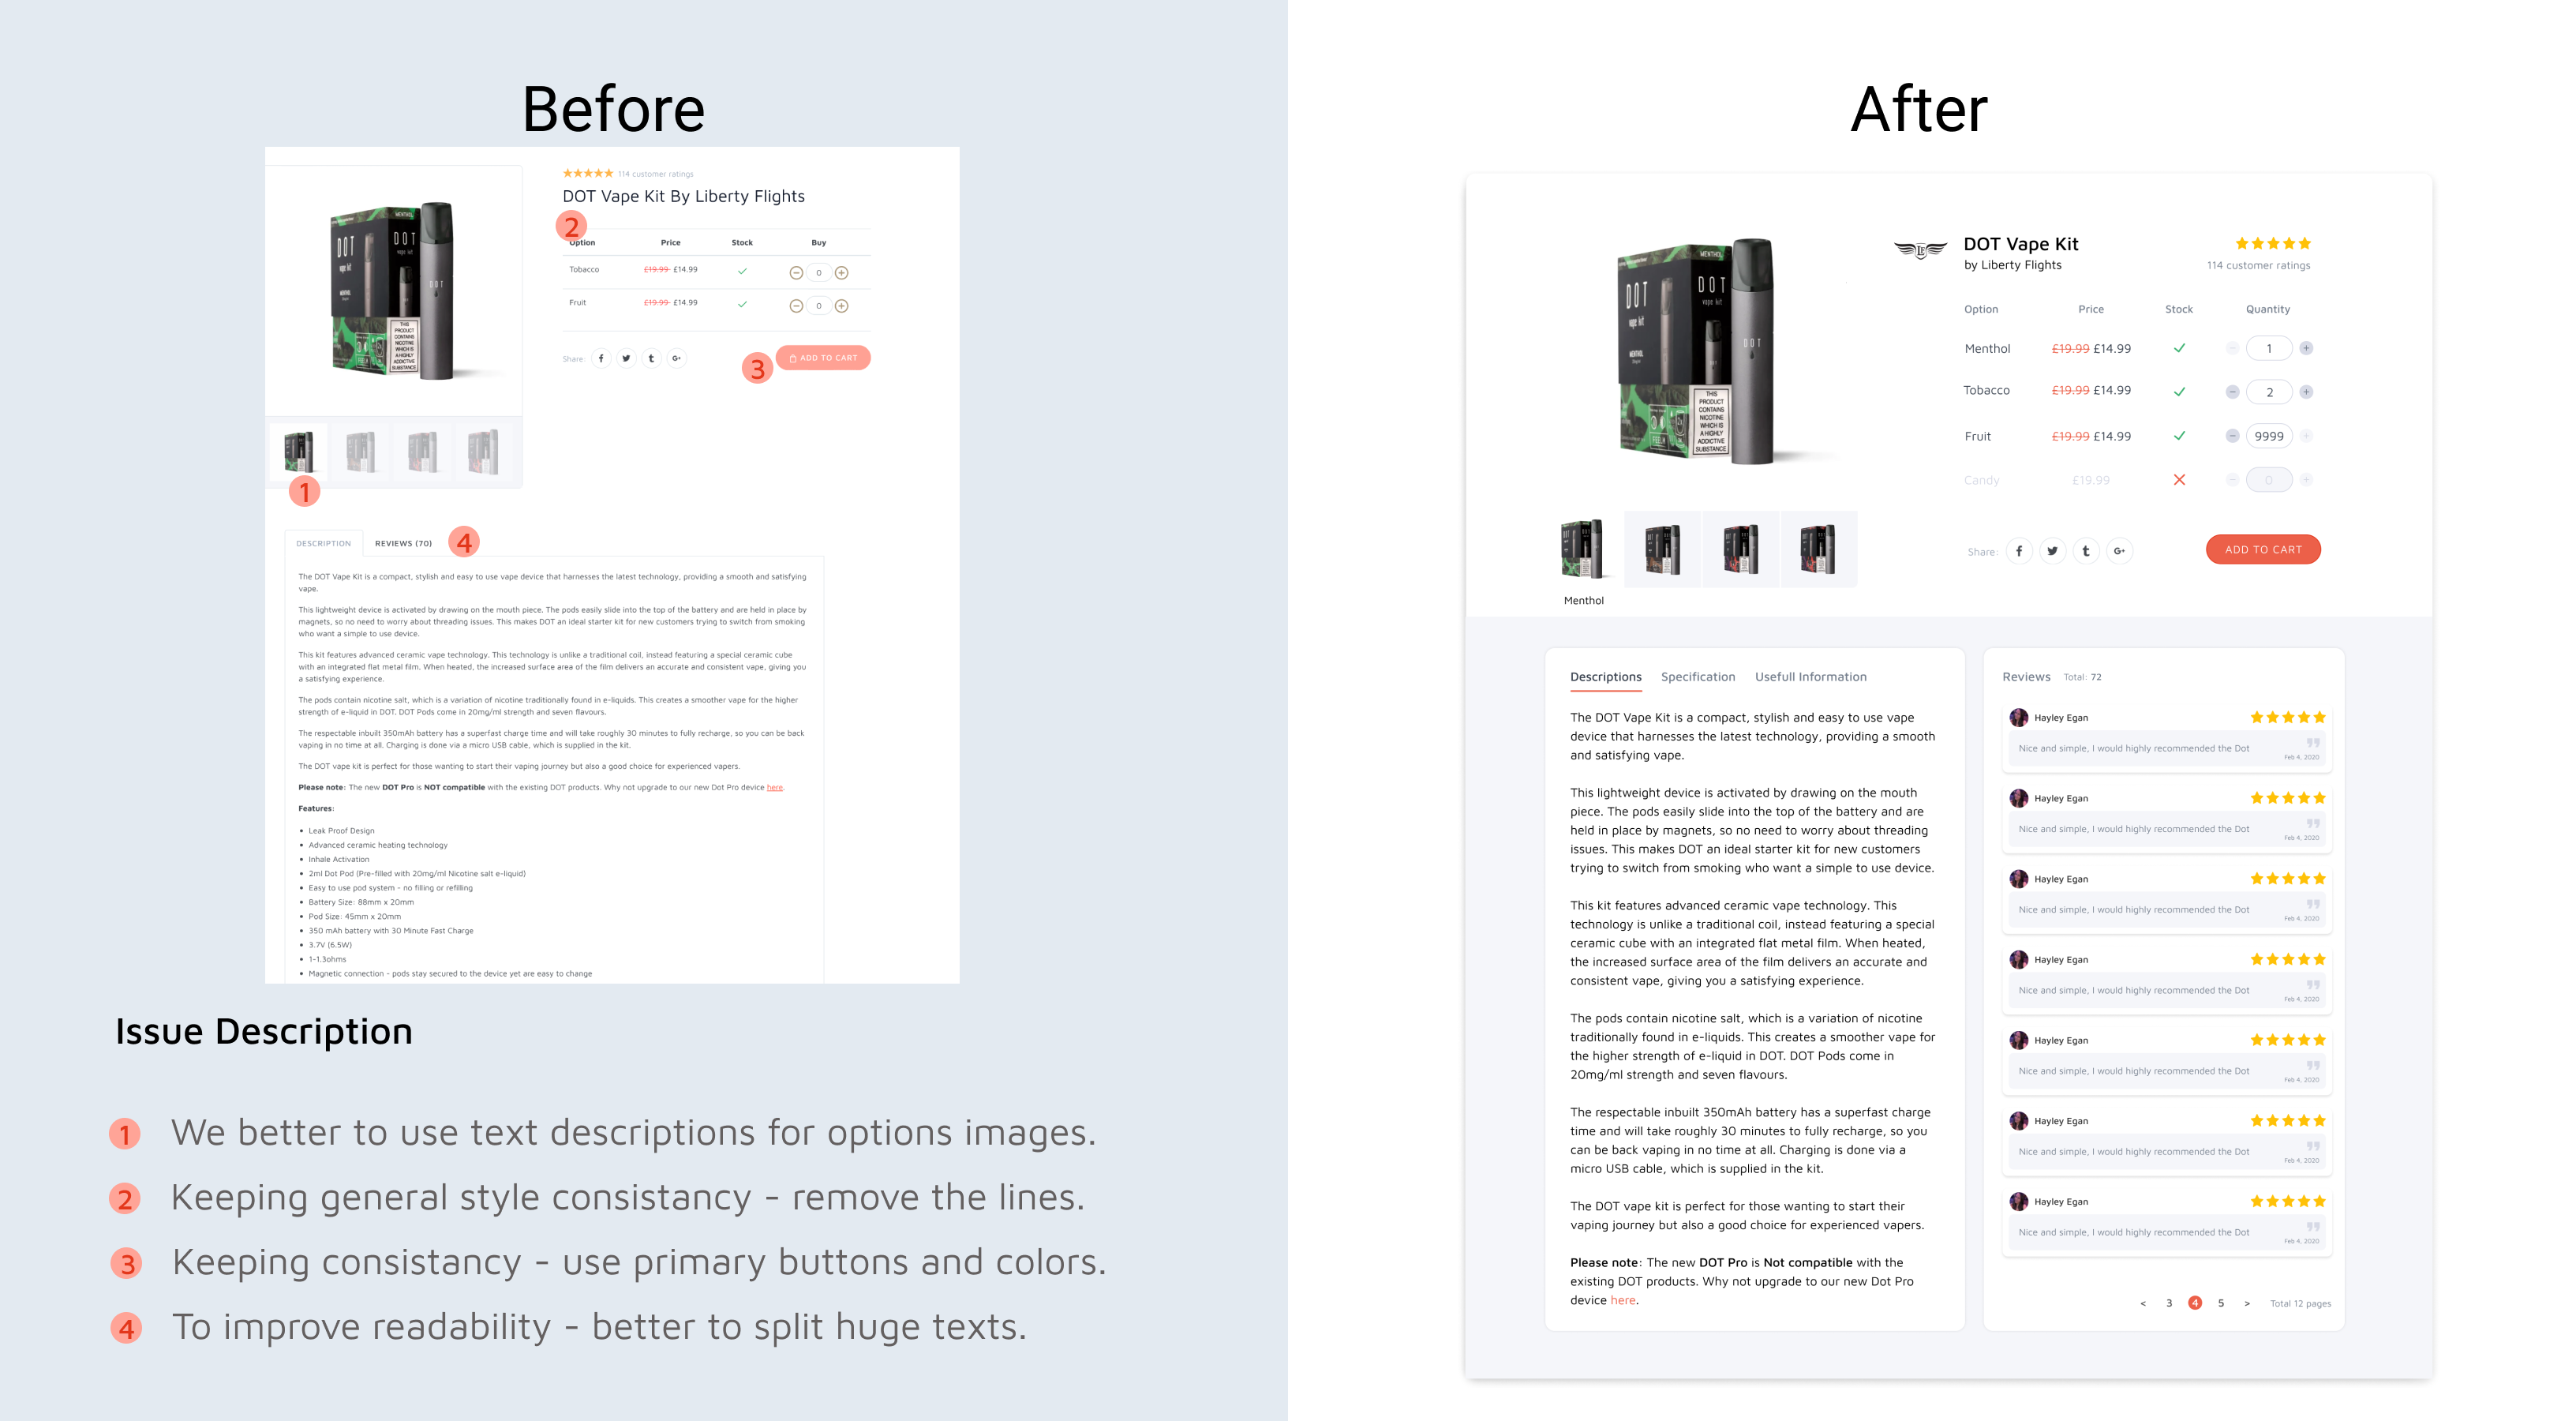 Before
★★★★★ 114 customer ratings
DOT Vape Kit By Liberty Flights
2
Option Price Stock Buy
Tobacco £19.99 £14.99 0
Fruit £19.99 £14.99 0
Share:
3
ADD TO CART
MENTHOL
DOT
DOT
vape kit
vape kit
DOT
MENTHOL
THIS
PRODUCT
CONTAINS
NICOTINE
WHICH IS
A HIGHLY
ADDICTIVE
SUBSTANCE
1
DESCRIPTION REVIEWS (70) 4
The DOT Vape Kit is a compact, stylish and easy to use vape device that harnesses the latest technology, providing a smooth and satisfying
vape.
This lightweight device is activated by drawing on the mouth piece. The pods easily slide into the top of the battery and are held in place by
magnets, so no need to worry about threading issues. This makes DOT an ideal starter kit for new customers trying to switch from smoking
who want a simple to use device.
This kit features advanced ceramic vape technology. This technology is unlike a traditional coil, instead featuring a special ceramic cube
with an integrated flat metal film. When heated, the increased surface area of the film delivers an accurate and consistent vape, giving you
a satisfying experience.
The pods contain nicotine salt, which is a variation of nicotine traditionally found in e-liquids. This creates a smoother vape for the higher
strength of e-liquid in DOT. DOT Pods come in 20mg/ml strength and seven flavours.
The respectable inbuilt 350mAh battery has a superfast charge time and will take roughly 30 minutes to fully recharge, so you can be back
vaping in no time at all. Charging is done via a micro USB cable, which is supplied in the kit.
The DOT vape kit is perfect for those wanting to start their vaping journey but also a good choice for experienced vapers.
Please note: The new DOT Pro is NOT compatible with the existing DOT products. Why not upgrade to our new Dot Pro device here.
Features:
• Leak Proof Design
• Advanced ceramic heating technology
• Inhale Activation
• 2ml Dot Pod (Pre-filled with 20mg/ml Nicotine salt e-liquid)
• Easy to use pod system - no filling or refilling
• Battery Size: 88mm x 20mm
• Pod Size: 45mm x 20mm
• 350 mAh battery with 30 Minute Fast Charge
• 3.7V (6.5W)
• 1-1.3ohms
• Magnetic connection - pods stay secured to the device yet are easy to change
Issue Description
1 We better to use text descriptions for options images.
2 Keeping general style consistancy - remove the lines.
3 Keeping consistancy - use primary buttons and colors.
4 To improve readability - better to split huge texts.
After
MENTHOL
DOT
DOT
vape kit
vape kit
DOT
MENTHOL
THIS
PRODUCT
CONTAINS
NICOTINE
WHICH IS
A HIGHLY
ADDICTIVE
SUBSTANCE
Menthol
LF
DOT Vape Kit
by Liberty Flights
114 customer ratings
Option Price Stock Quantity
Menthol £19.99 £14.99 1
Tobacco £19.99 £14.99 2
Fruit £19.99 £14.99 9999
Candy £19.99 0
Share:
ADD TO CART
Descriptions Specification Usefull Information
The DOT Vape Kit is a compact, stylish and easy to use vape
device that harnesses the latest technology, providing a smooth
and satisfying vape.
This lightweight device is activated by drawing on the mouth
piece. The pods easily slide into the top of the battery and are
held in place by magnets, so no need to worry about threading
issues. This makes DOT an ideal starter kit for new customers
trying to switch from smoking who want a simple to use device.
This kit features advanced ceramic vape technology. This
technology is unlike a traditional coil, instead featuring a special
ceramic cube with an integrated flat metal film. When heated,
the increased surface area of the film delivers an accurate and
consistent vape, giving you a satisfying experience.
The pods contain nicotine salt, which is a variation of nicotine
traditionally found in e-liquids. This creates a smoother vape for
the higher strength of e-liquid in DOT. DOT Pods come in
20mg/ml strength and seven flavours.
The respectable inbuilt 350mAh battery has a superfast charge
time and will take roughly 30 minutes to fully recharge, so you
can be back vaping in no time at all. Charging is done via a
micro USB cable, which is supplied in the kit.
The DOT vape kit is perfect for those wanting to start their
vaping journey but also a good choice for experienced vapers.
Please note: The new DOT Pro is Not compatible with the
existing DOT products. Why not upgrade to our new Dot Pro
device here.
Reviews Total: 72
Hayley Egan
Nice and simple, I would highly recommended the Dot
Feb 4, 2020
Hayley Egan
Nice and simple, I would highly recommended the Dot
Feb 4, 2020
Hayley Egan
Nice and simple, I would highly recommended the Dot
Feb 4, 2020
Hayley Egan
Nice and simple, I would highly recommended the Dot
Feb 4, 2020
Hayley Egan
Nice and simple, I would highly recommended the Dot
Feb 4, 2020
Hayley Egan
Nice and simple, I would highly recommended the Dot
Feb 4, 2020
Hayley Egan
Nice and simple, I would highly recommended the Dot
Feb 4, 2020
< 3 4 5 > Total 12 pages